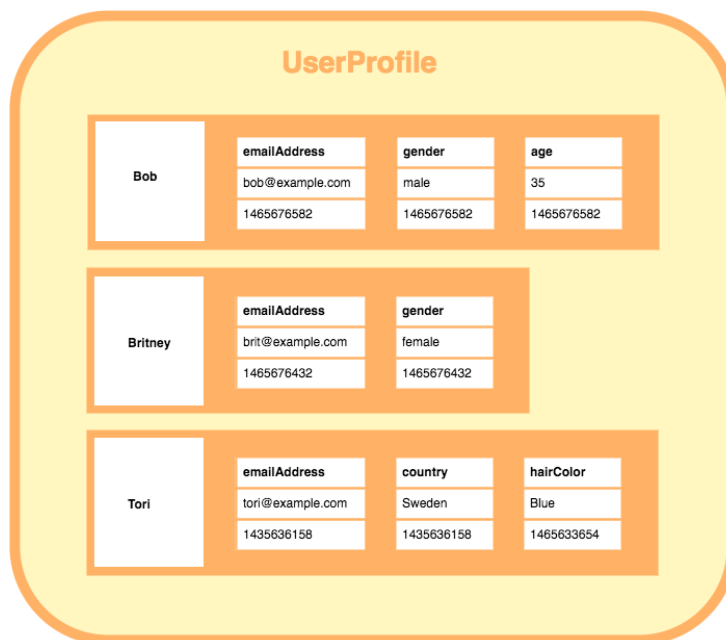 UserProfile
Bob
emailAddress gender age
bob@example.com male 35
1465676582 1465676582 1465676582
Britney
emailAddress gender
brit@example.com female
1465676432 1465676432
Tori
emailAddress country hairColor
tori@example.com Sweden Blue
1435636158 1435636158 1465633654